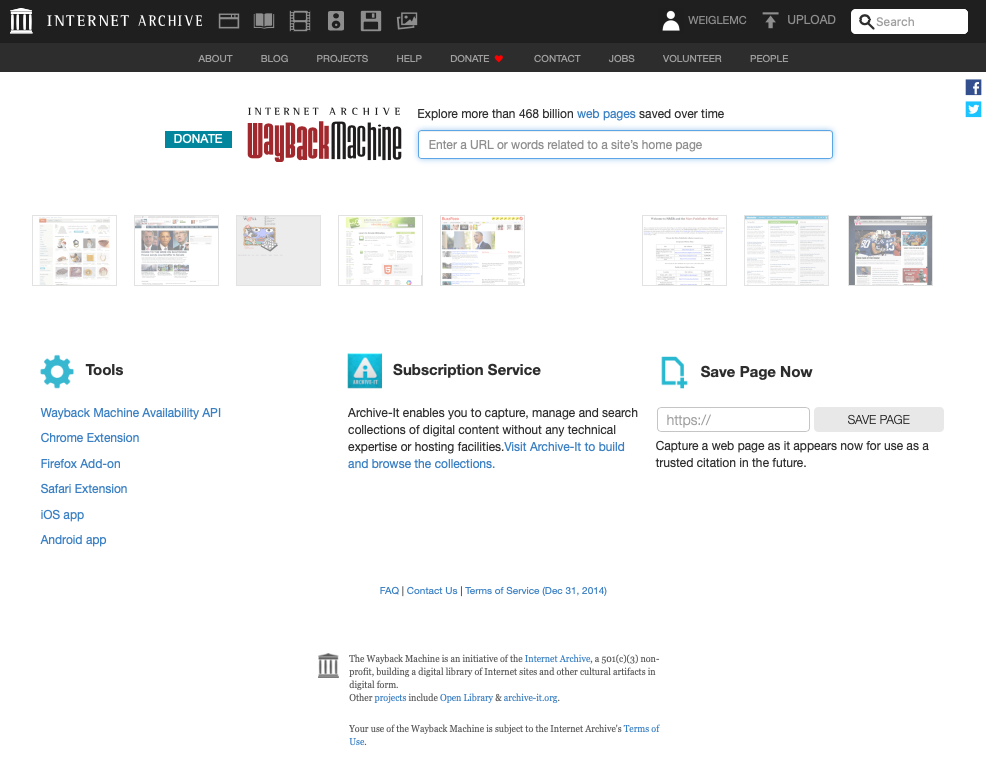 INTERNET ARCHIVE
WEIGLEMC
UPLOAD
Search
ABOUT BLOG PROJECTS HELP DONATE CONTACT JOBS VOLUNTEER PEOPLE
DONATE
INTERNET ARCHIVE
WayBackMachine
Explore more than 468 billion web pages saved over time
Enter a URL or words related to a site's home page
Tools
Wayback Machine Availability API
Chrome Extension
Firefox Add-on
Safari Extension
iOS app
Android app
ARCHIVE-IT
Subscription Service
Archive-It enables you to capture, manage and search
collections of digital content without any technical
expertise or hosting facilities.Visit Archive-It to build
and browse the collections.
Save Page Now
https://
SAVE PAGE
Capture a web page as it appears now for use as a
trusted citation in the future.
FAQ | Contact Us | Terms of Service (Dec 31, 2014)
The Wayback Machine is an initiative of the Internet Archive, a 501(c)(3) non-
profit, building a digital library of Internet sites and other cultural artifacts in
digital form.
Other projects include Open Library & archive-it.org.
Your use of the Wayback Machine is subject to the Internet Archive's Terms of
Use.